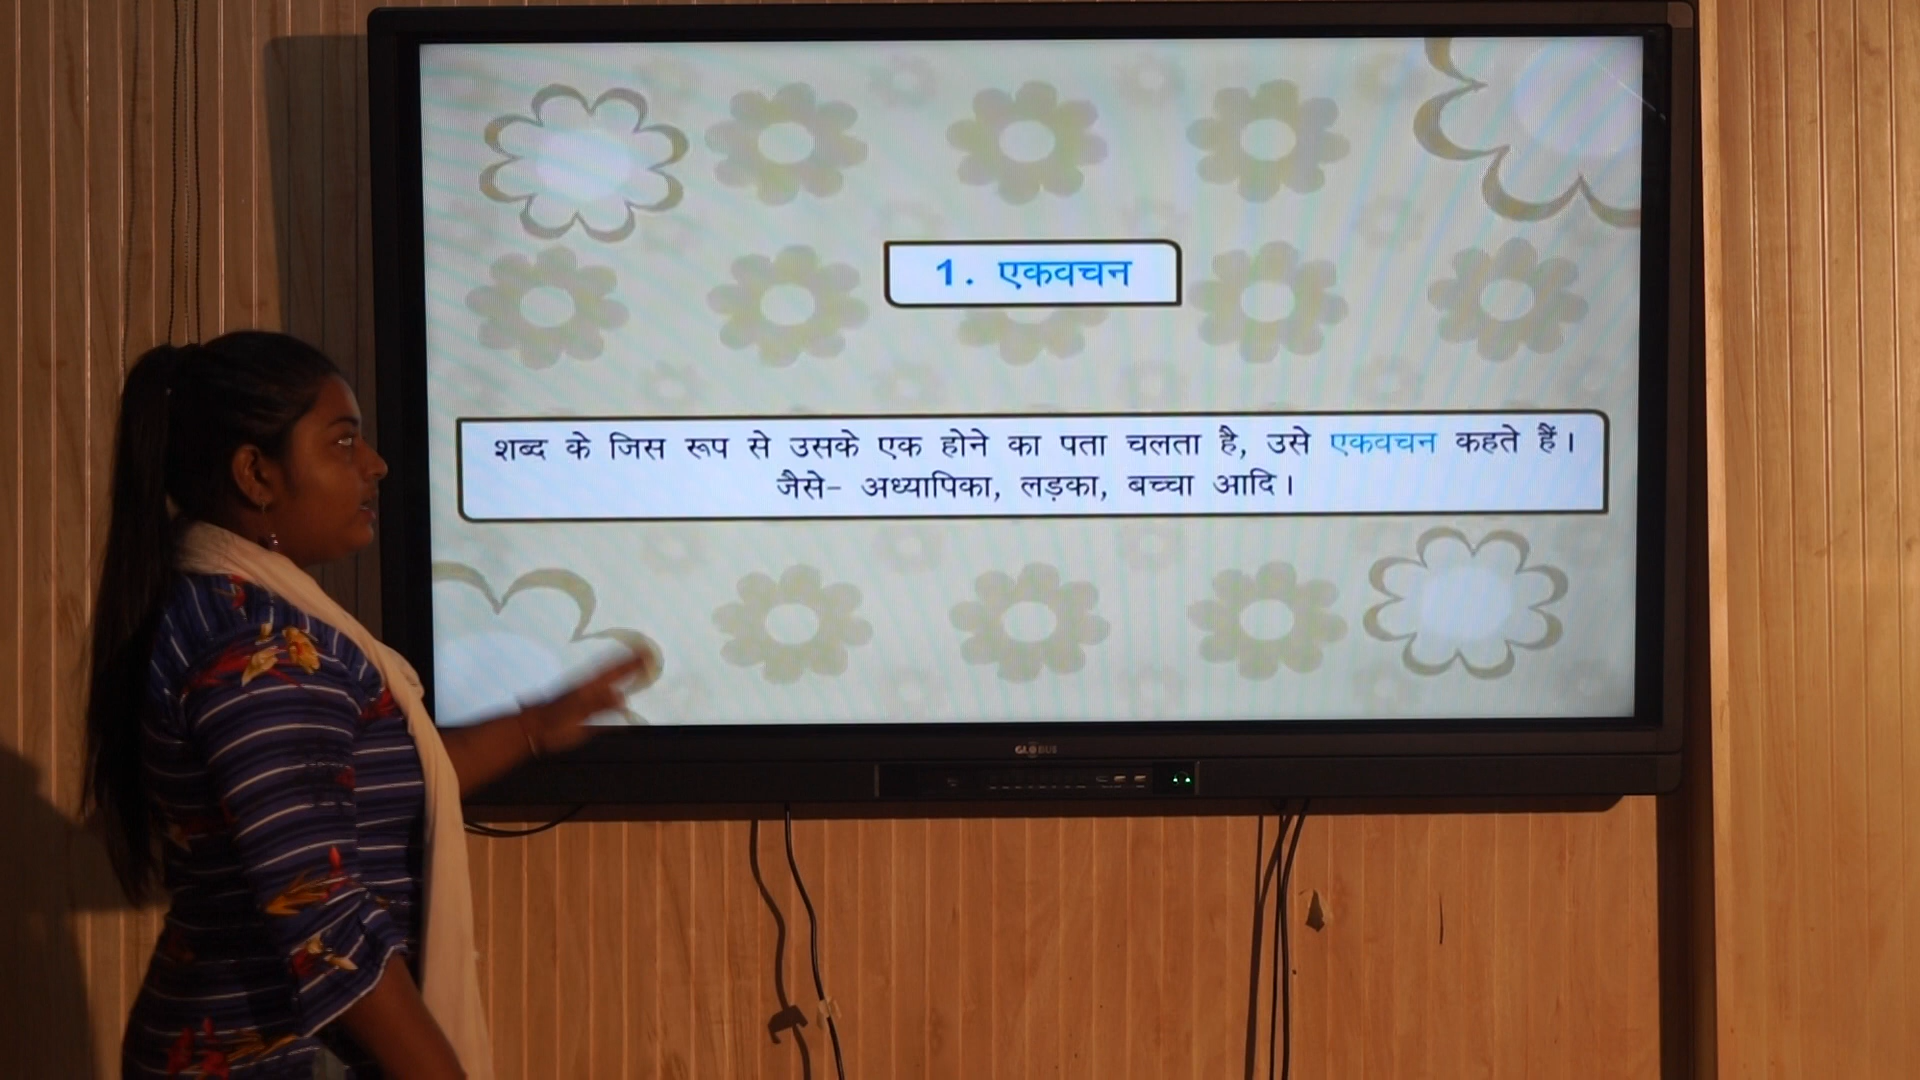 1. एकवचन
शब्द के जिस रूप से उसके एक होने का पता चलता है, उसे एकवचन कहते हैं।
जैसे- अध्यापिका, लड़का, बच्चा आदि।
GLOBUS